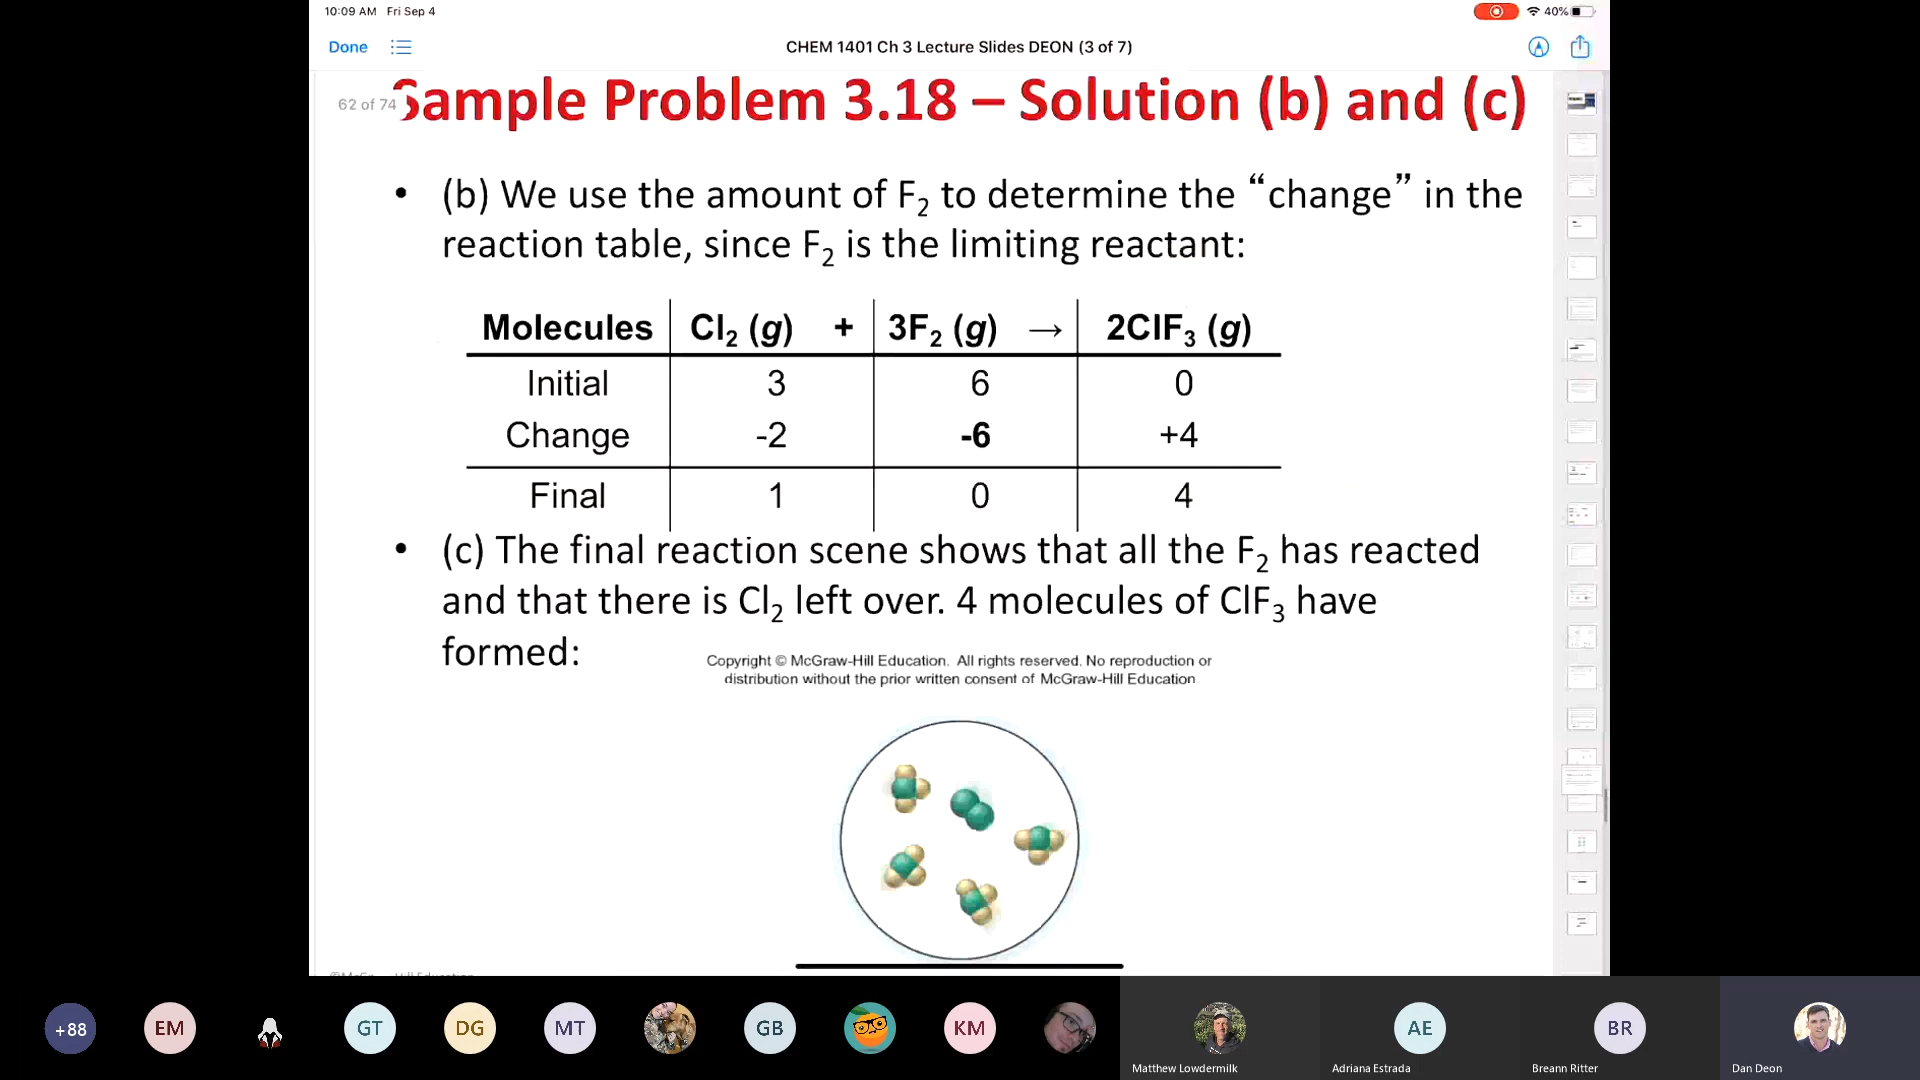 10:09 AM Fri Sep 4
40%
Done
CHEM 1401 Ch 3 Lecture Slides DEON (3 of 7)
62 of 74
Sample Problem 3.18 – Solution (b) and (c)
• (b) We use the amount of F₂ to determine the “change” in the
reaction table, since F₂ is the limiting reactant:
Molecules Cl₂ (g) + 3F₂ (g) → 2ClF₃ (g)
Initial 3 6 0
Change -2 -6 +4
Final 1 0 4
• (c) The final reaction scene shows that all the F₂ has reacted
and that there is Cl₂ left over. 4 molecules of ClF₃ have
formed:
Copyright © McGraw-Hill Education. All rights reserved. No reproduction or
distribution without the prior written consent of McGraw-Hill Education
+88 EM GT DG MT GB KM AE BR
Matthew Lowdermilk Adriana Estrada Breann Ritter Dan Deon